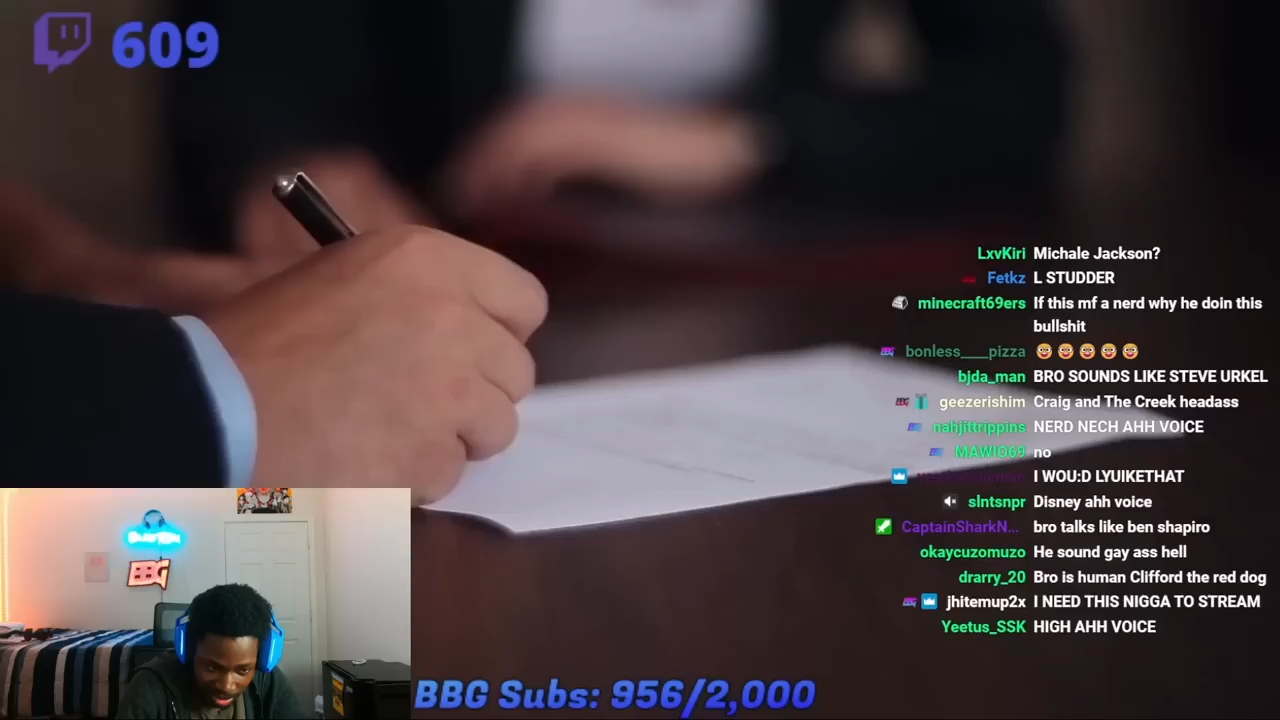 609
LxvKiri Michale Jackson?
Fetkz L STUDDER
minecraft69ers If this mf a nerd why he doin this
bullshit
bonless____pizza
bjda_man BRO SOUNDS LIKE STEVE URKEL
geezerishim Craig and The Creek headass
nahjittrippins NERD NECH AHH VOICE
MAWIO69 no
I WOU:D LYUIKETHAT
slntsnpr Disney ahh voice
CaptainSharkN... bro talks like ben shapiro
okaycuzomuzo He sound gay ass hell
drarry_20 Bro is human Clifford the red dog
jhitemup2x I NEED THIS NIGGA TO STREAM
Yeetus_SSK HIGH AHH VOICE
BBG
BBG Subs: 956/2,000